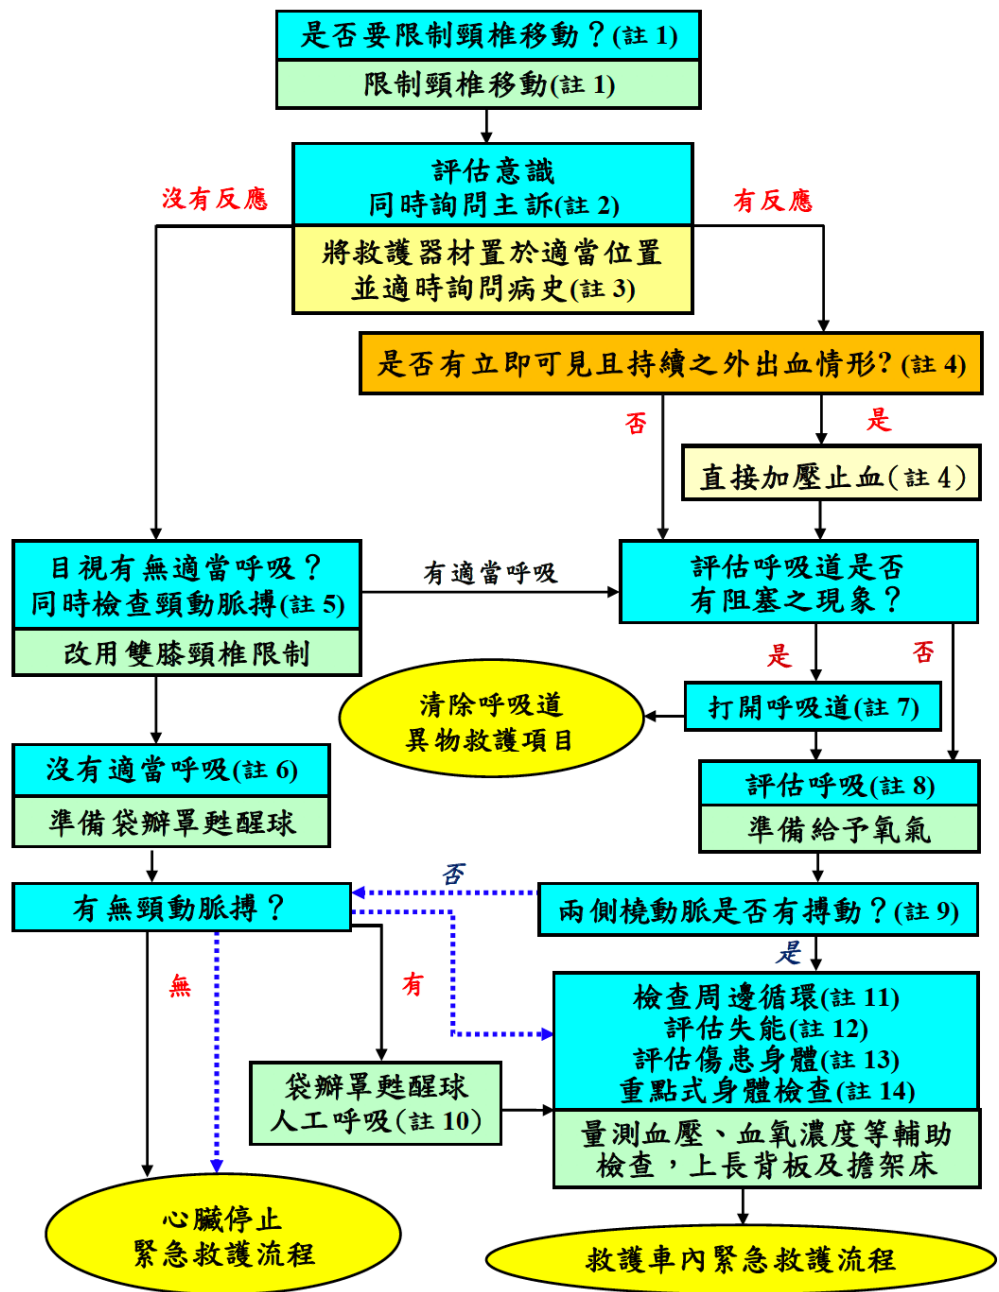 是否要限制頸椎移動？(註 1)
限制頸椎移動(註 1)
評估意識
同時詢問主訴(註 2)
沒有反應
有反應
將救護器材置於適當位置
並適時詢問病史(註 3)
是否有立即可見且持續之外出血情形? (註 4)
否
是
直接加壓止血(註 4)
目視有無適當呼吸？
同時檢查頸動脈搏(註 5)
改用雙膝頸椎限制
有適當呼吸
評估呼吸道是否
有阻塞之現象？
是
否
清除呼吸道
異物救護項目
打開呼吸道(註 7)
沒有適當呼吸(註 6)
準備袋瓣罩甦醒球
評估呼吸(註 8)
準備給予氧氣
有無頸動脈搏？
否
兩側橈動脈是否有搏動？(註 9)
是
無
有
檢查周邊循環(註 11)
評估失能(註 12)
評估傷患身體(註 13)
重點式身體檢查(註 14)
袋瓣罩甦醒球
人工呼吸(註 10)
量測血壓、血氧濃度等輔助
檢查，上長背板及擔架床
心臟停止
緊急救護流程
救護車內緊急救護流程